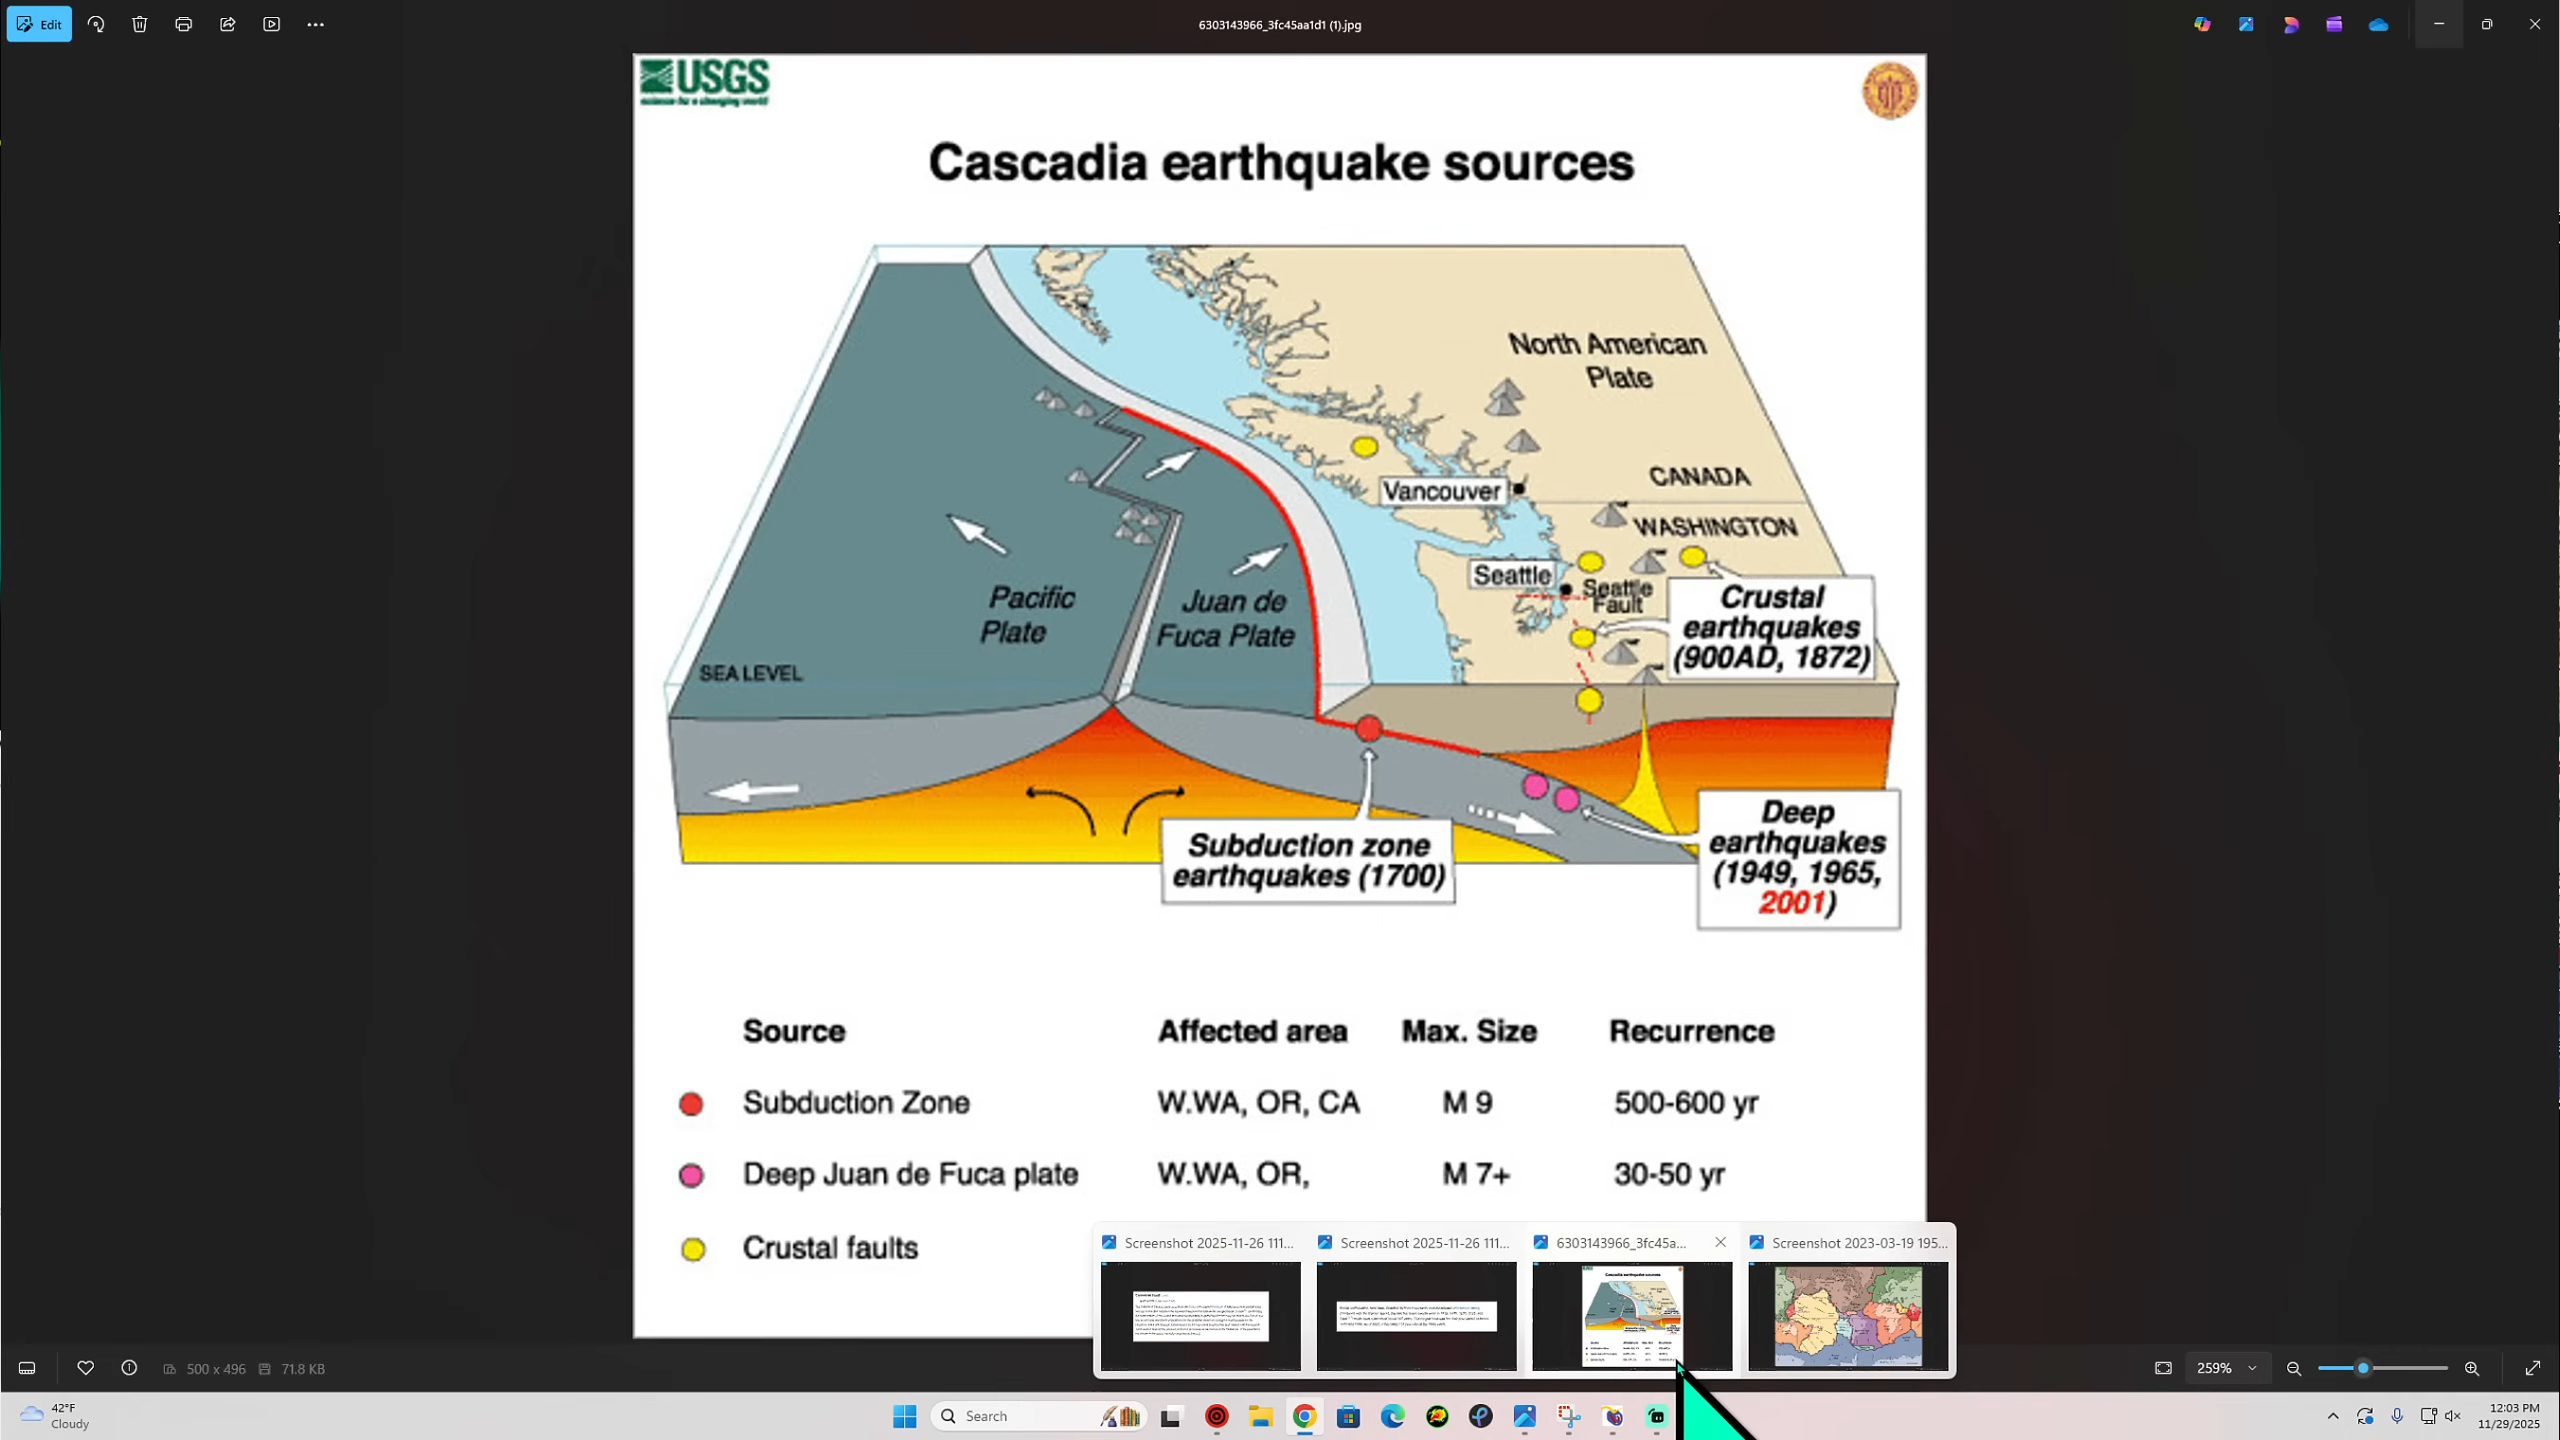 Edit
6303143966_3fc45aa1d1 (1).jpg
USGS
science for a changing world
Cascadia earthquake sources
North American
Plate
CANADA
Vancouver
WASHINGTON
Seattle
Seattle
Fault
Crustal
earthquakes
(900AD, 1872)
Pacific
Plate
Juan de
Fuca Plate
SEA LEVEL
Subduction zone
earthquakes (1700)
Deep
earthquakes
(1949, 1965,
2001)
Source Affected area Max. Size Recurrence
Subduction Zone W.WA, OR, CA M 9 500-600 yr
Deep Juan de Fuca plate W.WA, OR, M 7+ 30-50 yr
Crustal faults
Screenshot 2025-11-26 111...
Screenshot 2025-11-26 111...
6303143966_3fc45a...
Screenshot 2023-03-19 195...
500 x 496
71.8 KB
259%
42°F
Cloudy
Search
12:03 PM
11/29/2025